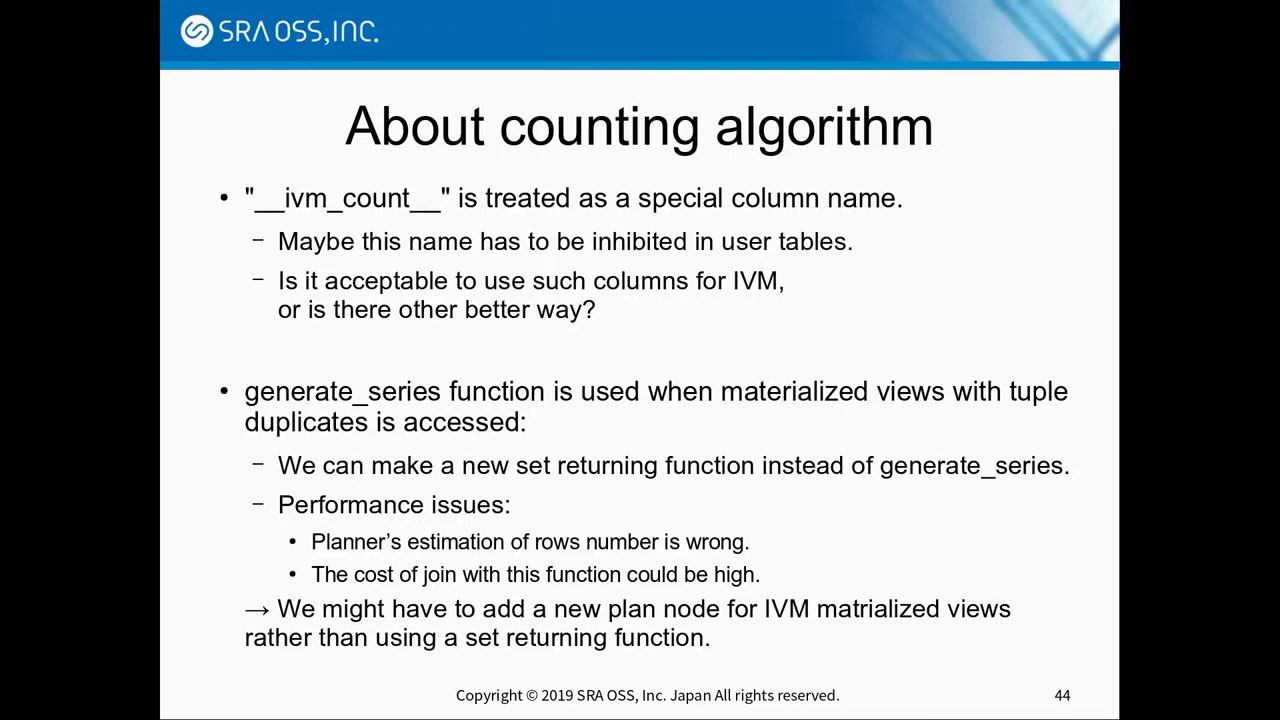 SRA OSS, INC.
About counting algorithm
• "__ivm_count__" is treated as a special column name.
– Maybe this name has to be inhibited in user tables.
– Is it acceptable to use such columns for IVM,
or is there other better way?
• generate_series function is used when materialized views with tuple
duplicates is accessed:
– We can make a new set returning function instead of generate_series.
– Performance issues:
• Planner’s estimation of rows number is wrong.
• The cost of join with this function could be high.
→ We might have to add a new plan node for IVM matrialized views
rather than using a set returning function.
Copyright © 2019 SRA OSS, Inc. Japan All rights reserved.
44